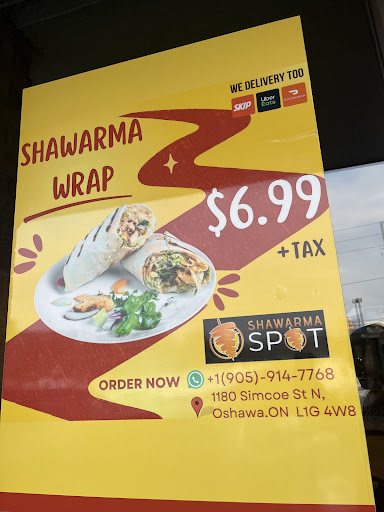 WE DELIVERY TOO
SKIP
Uber Eats
DOORDASH
SHAWARMA
WRAP
$6.99
+ TAX
SHAWARMA
SPOT
ORDER NOW +1(905)-914-7768
1180 Simcoe St N,
Oshawa,ON L1G 4W8